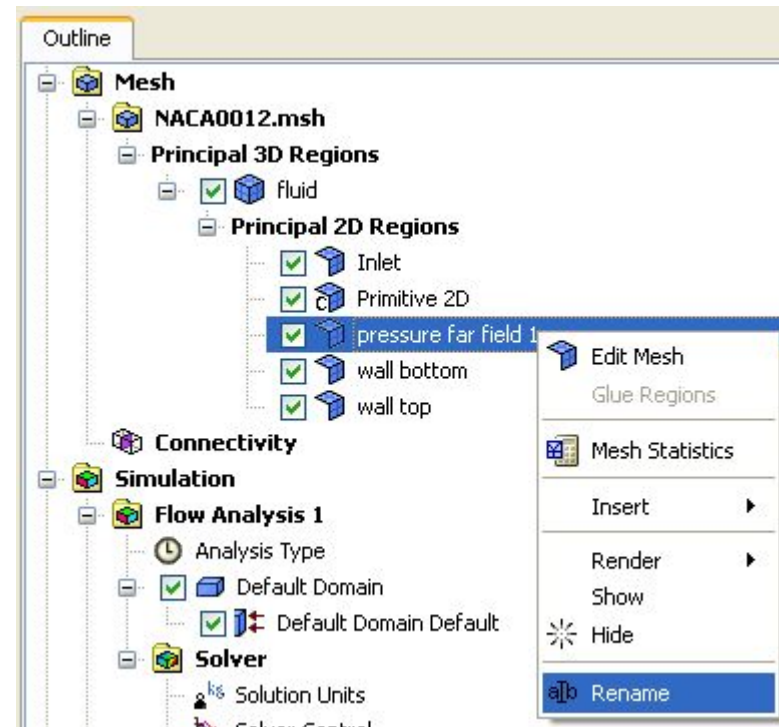 Outline
Mesh
NACA0012.msh
Principal 3D Regions
fluid
Principal 2D Regions
Inlet
Primitive 2D
pressure far field 1
wall bottom
wall top
Connectivity
Simulation
Flow Analysis 1
Analysis Type
Default Domain
Default Domain Default
Solver
Solution Units
Solver Control
Edit Mesh
Glue Regions
Mesh Statistics
Insert
Render
Show
Hide
Rename